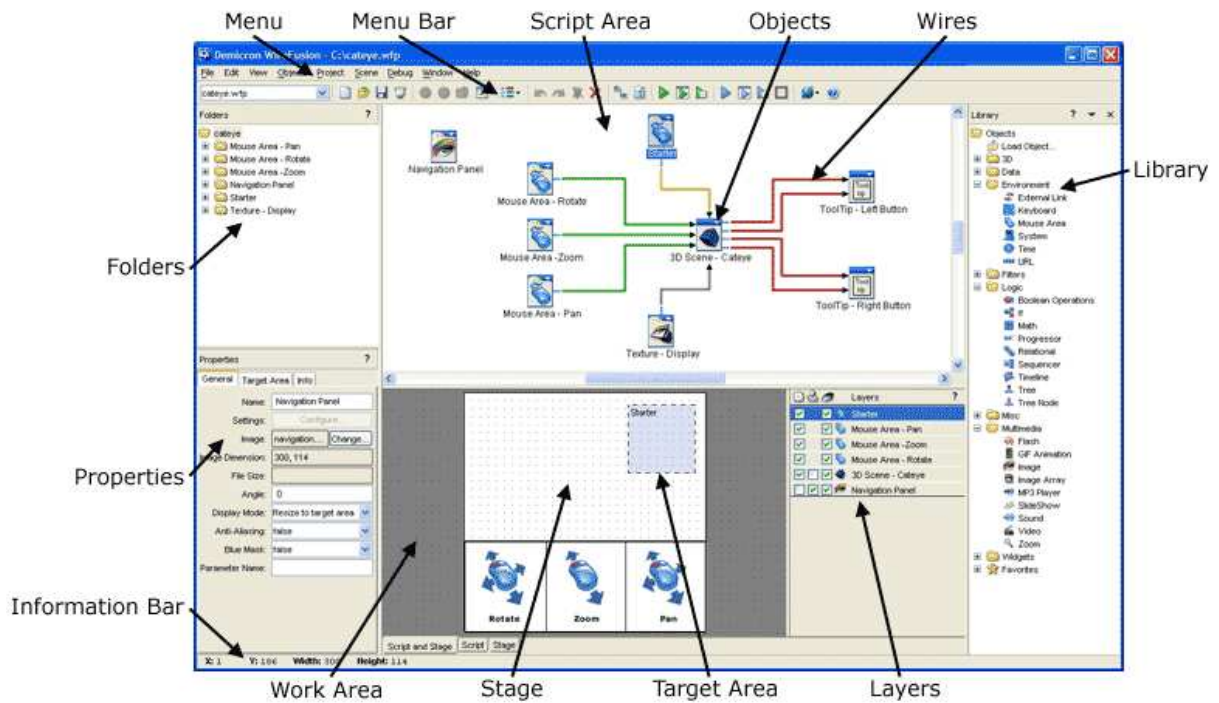 Menu
Menu Bar
Script Area
Objects
Wires
Demicron WireFusion - C:\cateye.wfp
File Edit View Object Project Scene Debug Window Help
cateye.wfp
Folders ?
cateye
Mouse Area - Pan
Mouse Area - Rotate
Mouse Area -Zoom
Navigation Panel
Starter
Texture - Display
Navigation Panel
Starter
Mouse Area - Rotate
Mouse Area -Zoom
Mouse Area - Pan
3D Scene - Cateye
Texture - Display
Tool tip
ToolTip - Left Button
Tool tip
ToolTip - Right Button
Library ?
Objects
Load Object...
3D
Data
Environment
External Link
Keyboard
Mouse Area
System
Time
URL
Filters
Logic
Boolean Operations
If
Math
Progressor
Relational
Sequencer
Timeline
Tree
Tree Node
Misc
Multimedia
Flash
GIF Animation
Image
Image Array
MP3 Player
SlideShow
Sound
Video
Zoom
Widgets
Favorites
Library
Folders
Properties ?
General Target Area Info
Name: Navigation Panel
Settings: Configure...
Image: navigation... Change...
Image Dimension: 300, 114
File Size:
Angle: 0
Display Mode: Resize to target area
Anti-Aliasing: false
Blue Mask: false
Parameter Name:
Properties
Starter
Rotate
Zoom
Pan
Layers ?
Starter
Mouse Area - Pan
Mouse Area -Zoom
Mouse Area - Rotate
3D Scene - Cateye
Navigation Panel
Script and Stage Script Stage
Information Bar
X: 1 Y: 186 Width: 300 Height: 114
Work Area
Stage
Target Area
Layers